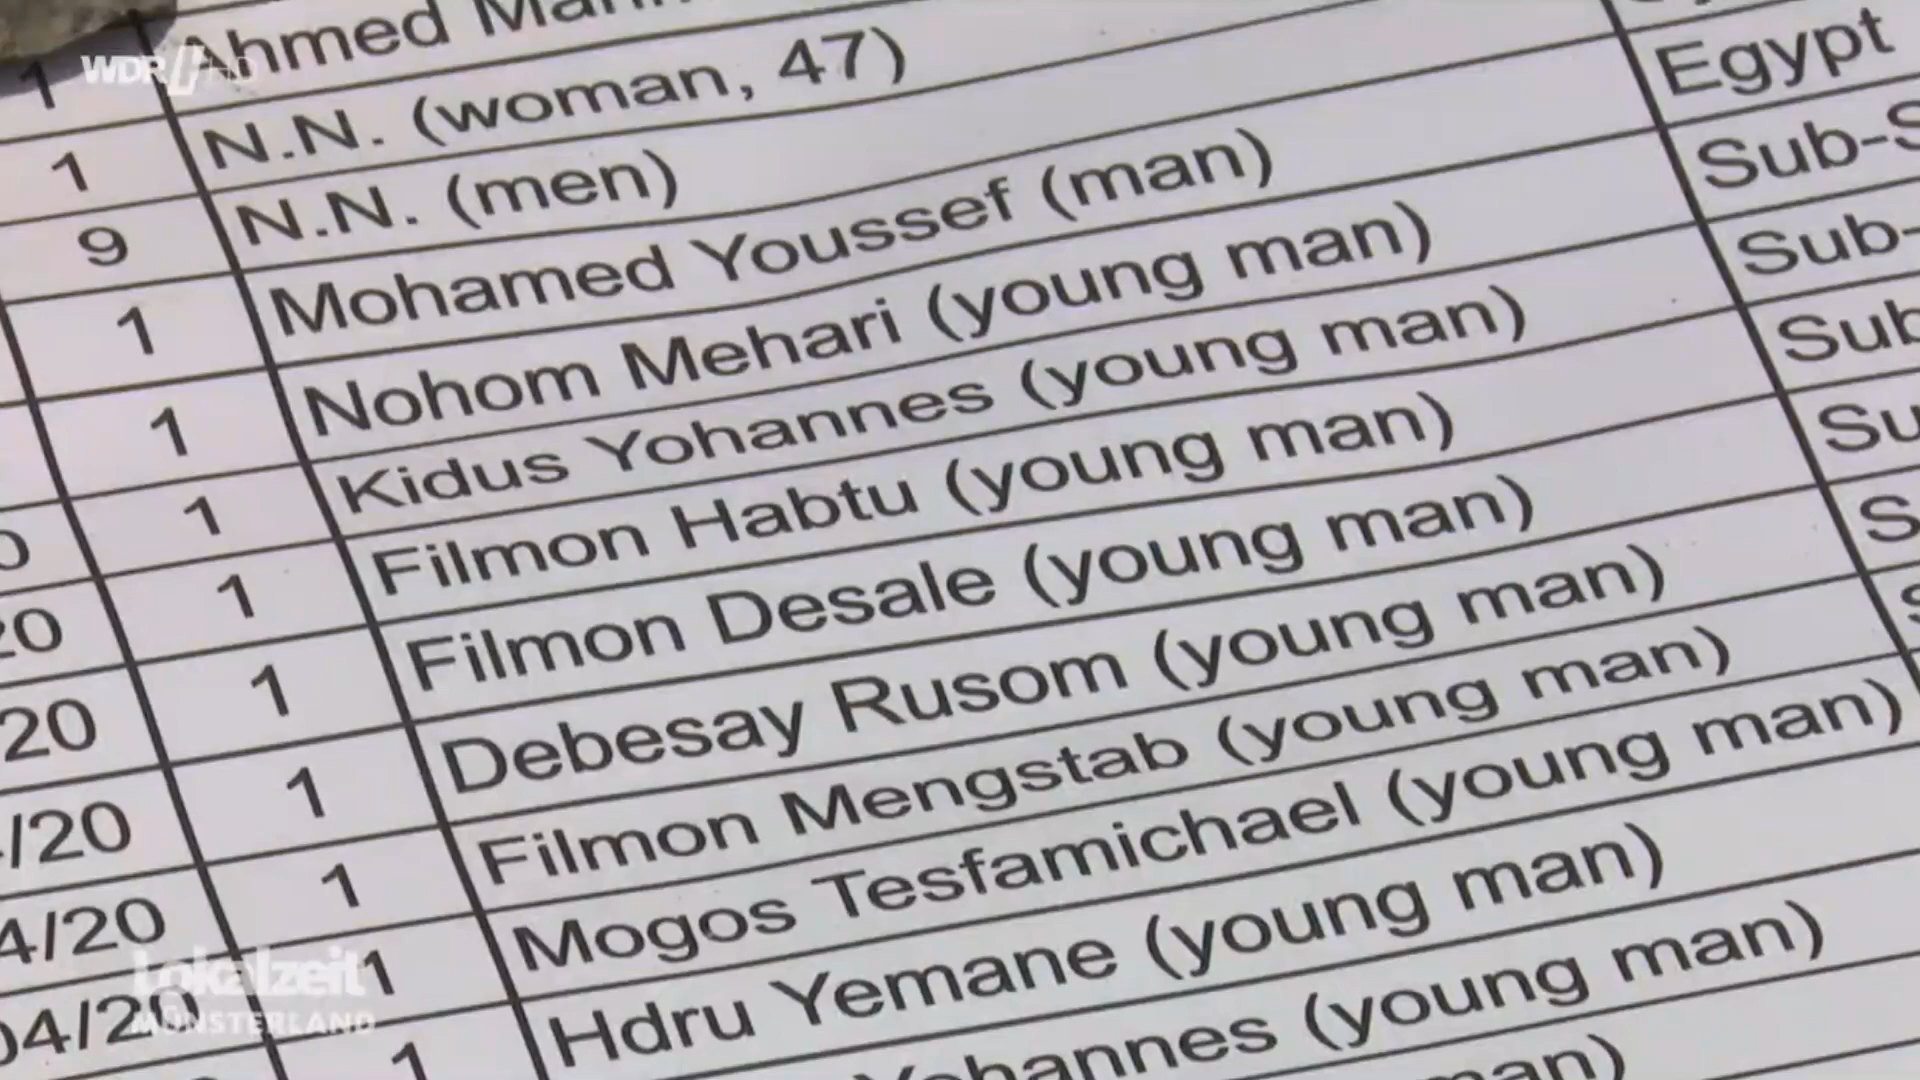 WDR HD
1 Ahmed
1 N.N. (woman, 47)
9 N.N. (men)
1 Mohamed Youssef (man) Egypt
1 Nohom Mehari (young man)
1 Kidus Yohannes (young man)
1 Filmon Habtu (young man)
20 1 Filmon Desale (young man)
20 1 Debesay Rusom (young man)
/20 1 Filmon Mengstab (young man)
4/20 1 Mogos Tesfamichael (young man)
04/20 1 Hdru Yemane (young man)
(young man)
Lokalzeit
MÜNSTERLAND